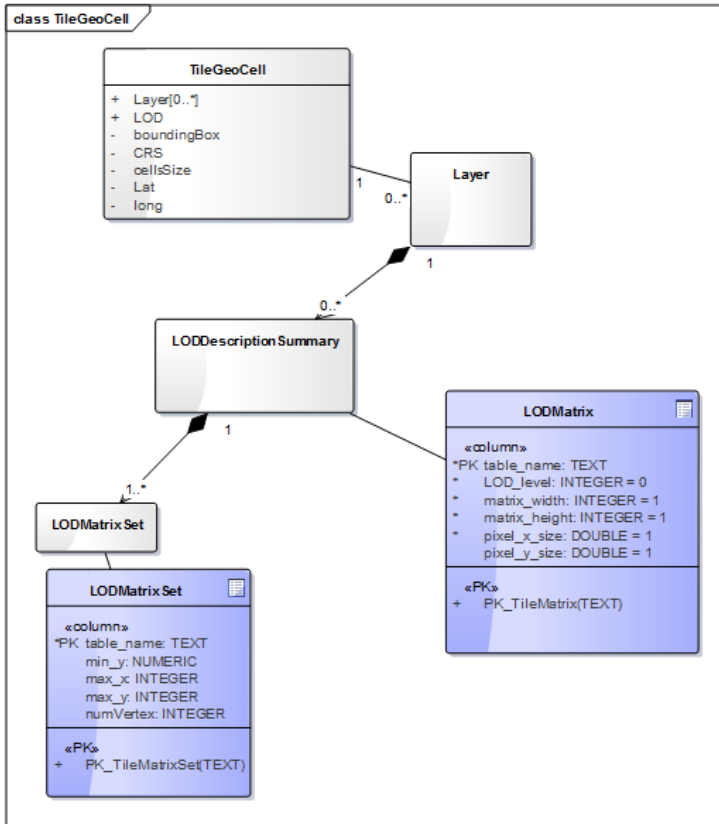 class TileGeoCell
TileGeoCell
+ Layer[0..*]
+ LOD
- boundingBox
- CRS
- cellsSize
- Lat
- long
1
0..*
Layer
1
0..*
LODDescriptionSummary
1
1..*
LODMatrixSet
LODMatrix
«column»
*PK table_name: TEXT
* LOD_level: INTEGER = 0
* matrix_width: INTEGER = 1
* matrix_height: INTEGER = 1
* pixel_x_size: DOUBLE = 1
pixel_y_size: DOUBLE = 1
«PK»
+ PK_TileMatrix(TEXT)
LODMatrixSet
«column»
*PK table_name: TEXT
min_y: NUMERIC
max_x: INTEGER
max_y: INTEGER
numVertex: INTEGER
«PK»
+ PK_TileMatrixSet(TEXT)